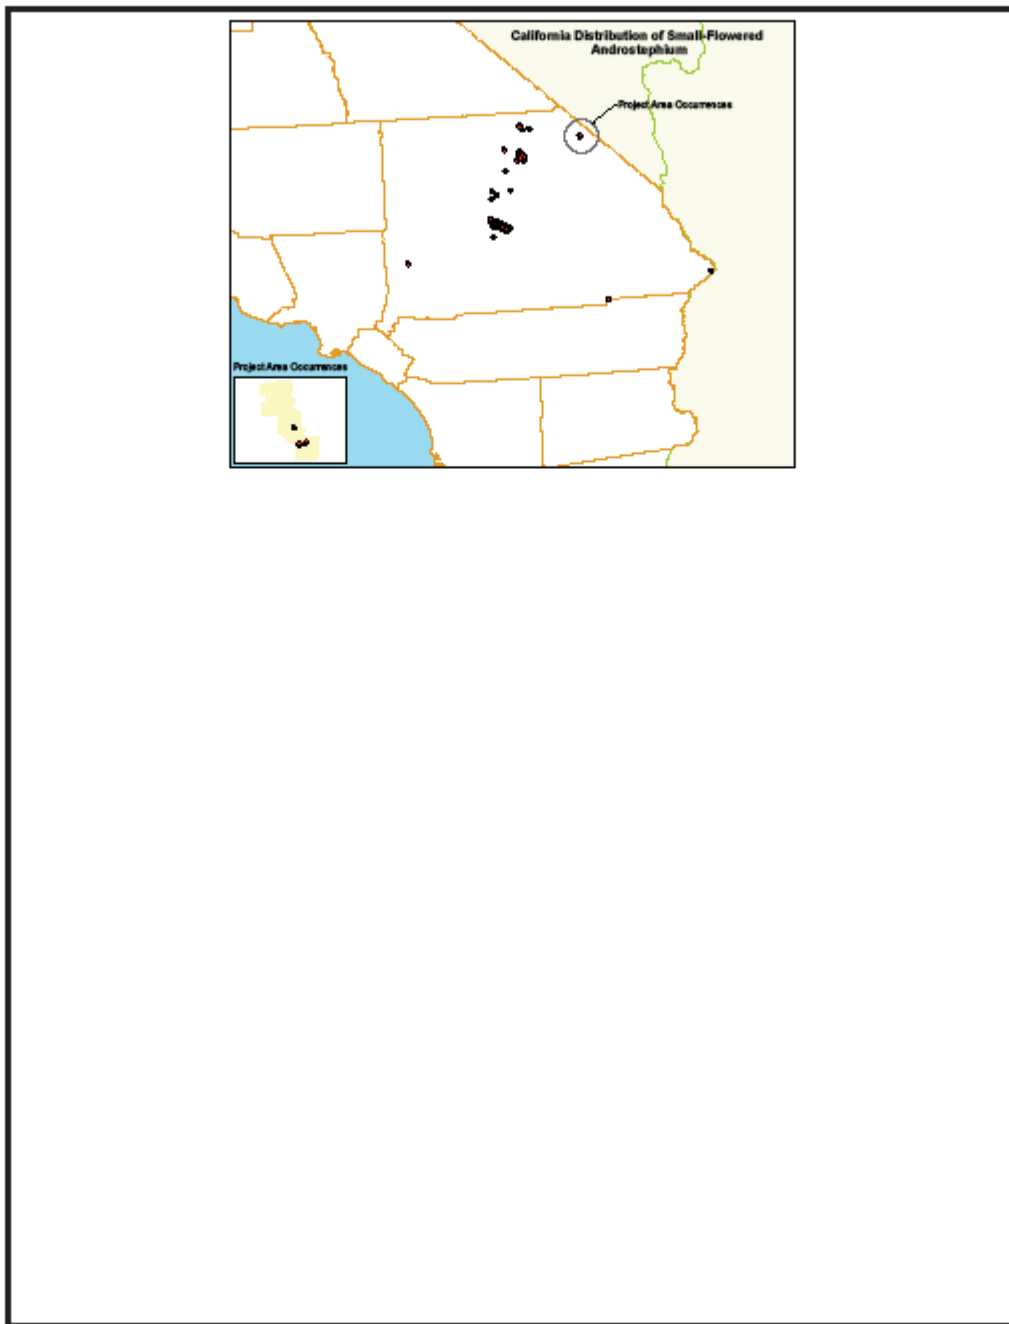 California Distribution of Small-Flowered
Androstephium
Project Area Occurrences
Project Area Occurrences